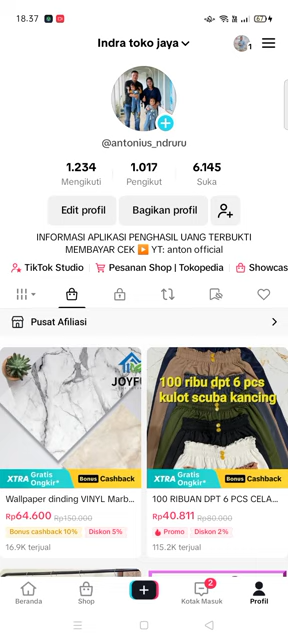 18.37
67
Indra toko jaya
1
@antonius_ndruru
1.234 1.017 6.145
Mengikuti Pengikut Suka
Edit profil Bagikan profil
INFORMASI APLIKASI PENGHASIL UANG TERBUKTI
MEMBAYAR CEK ▶️ YT: anton official
TikTok Studio Pesanan Shop | Tokopedia Showcas
Pusat Afiliasi
JOYFU
100 ribu dpt 6 pcs
kulot scuba kancing
XTRA Gratis Ongkir* Bonus Cashback
XTRA Gratis Ongkir* Bonus Cashback
Wallpaper dinding VINYL Marb...
Rp64.600 Rp150.000
Bonus cashback 10% Diskon 5%
16.9K terjual
100 RIBUAN DPT 6 PCS CELA...
Rp40.811 Rp80.000
Promo Diskon 2%
115.2K terjual
2
Beranda Shop Kotak Masuk Profil